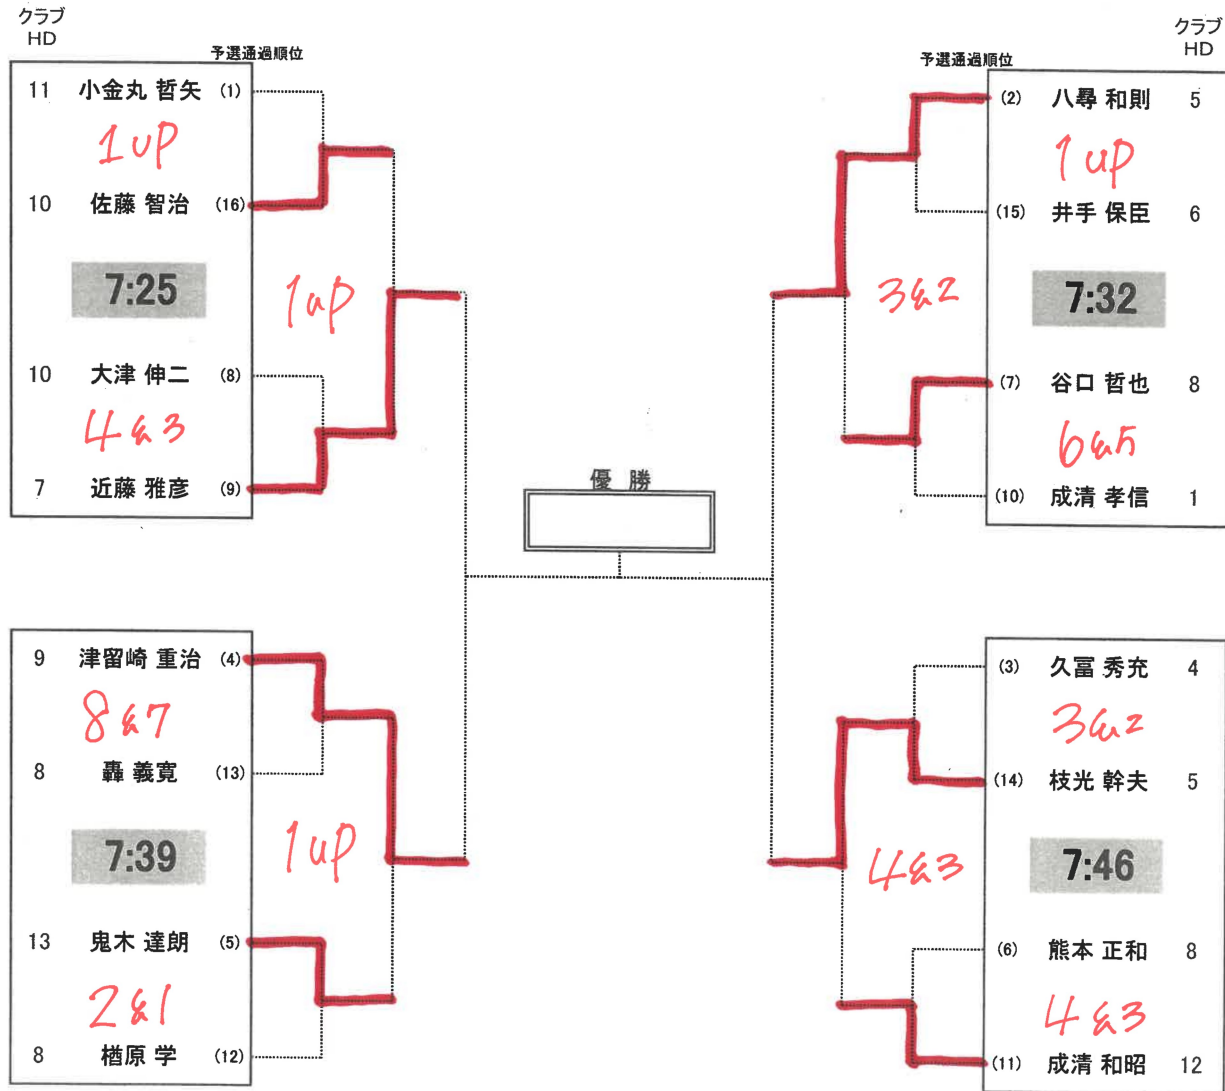 クラブ
HD
予選通過順位
11 小金丸 哲矢 (1)
1up
10 佐藤 智治 (16)
7:25
1up
10 大津 伸二 (8)
4&3
7 近藤 雅彦 (9)
9 津留崎 重治 (4)
8&7
8 轟 義寛 (13)
7:39
1up
13 鬼木 達朗 (5)
2&1
8 楢原 学 (12)
優 勝
クラブ
HD
予選通過順位
(2) 八尋 和則 5
1up
(15) 井手 保臣 6
3&2
7:32
(7) 谷口 哲也 8
6&5
(10) 成清 孝信 1
(3) 久冨 秀充 4
3&2
(14) 枝光 幹夫 5
7:46
4&3
(6) 熊本 正和 8
4&3
(11) 成清 和昭 12